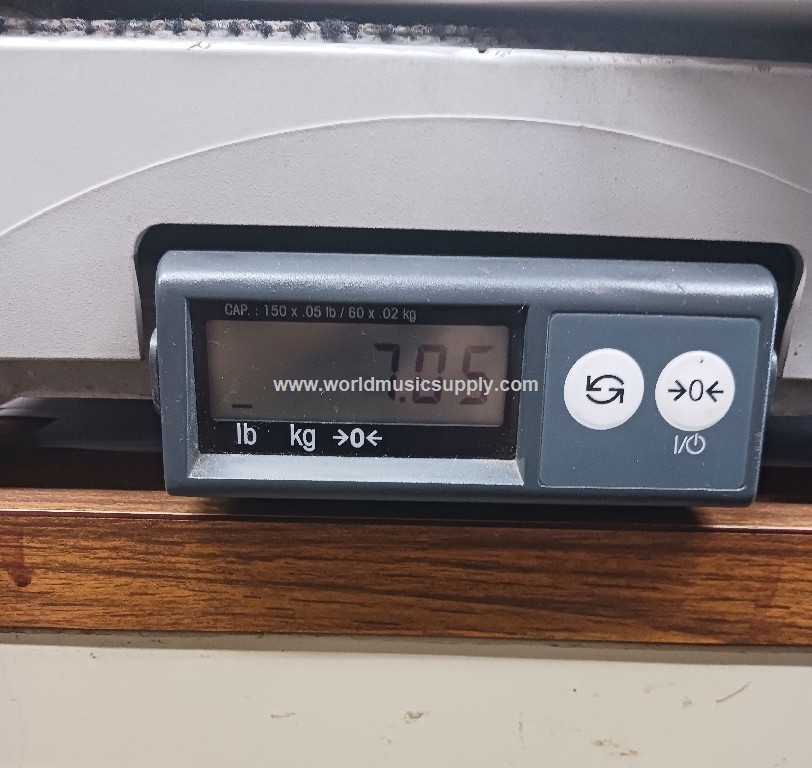 CAP. : 150 x .05 lb / 60 x .02 kg
7.05
www.worldmusicsupply.com
lb kg →0←
→0←
I/⏻